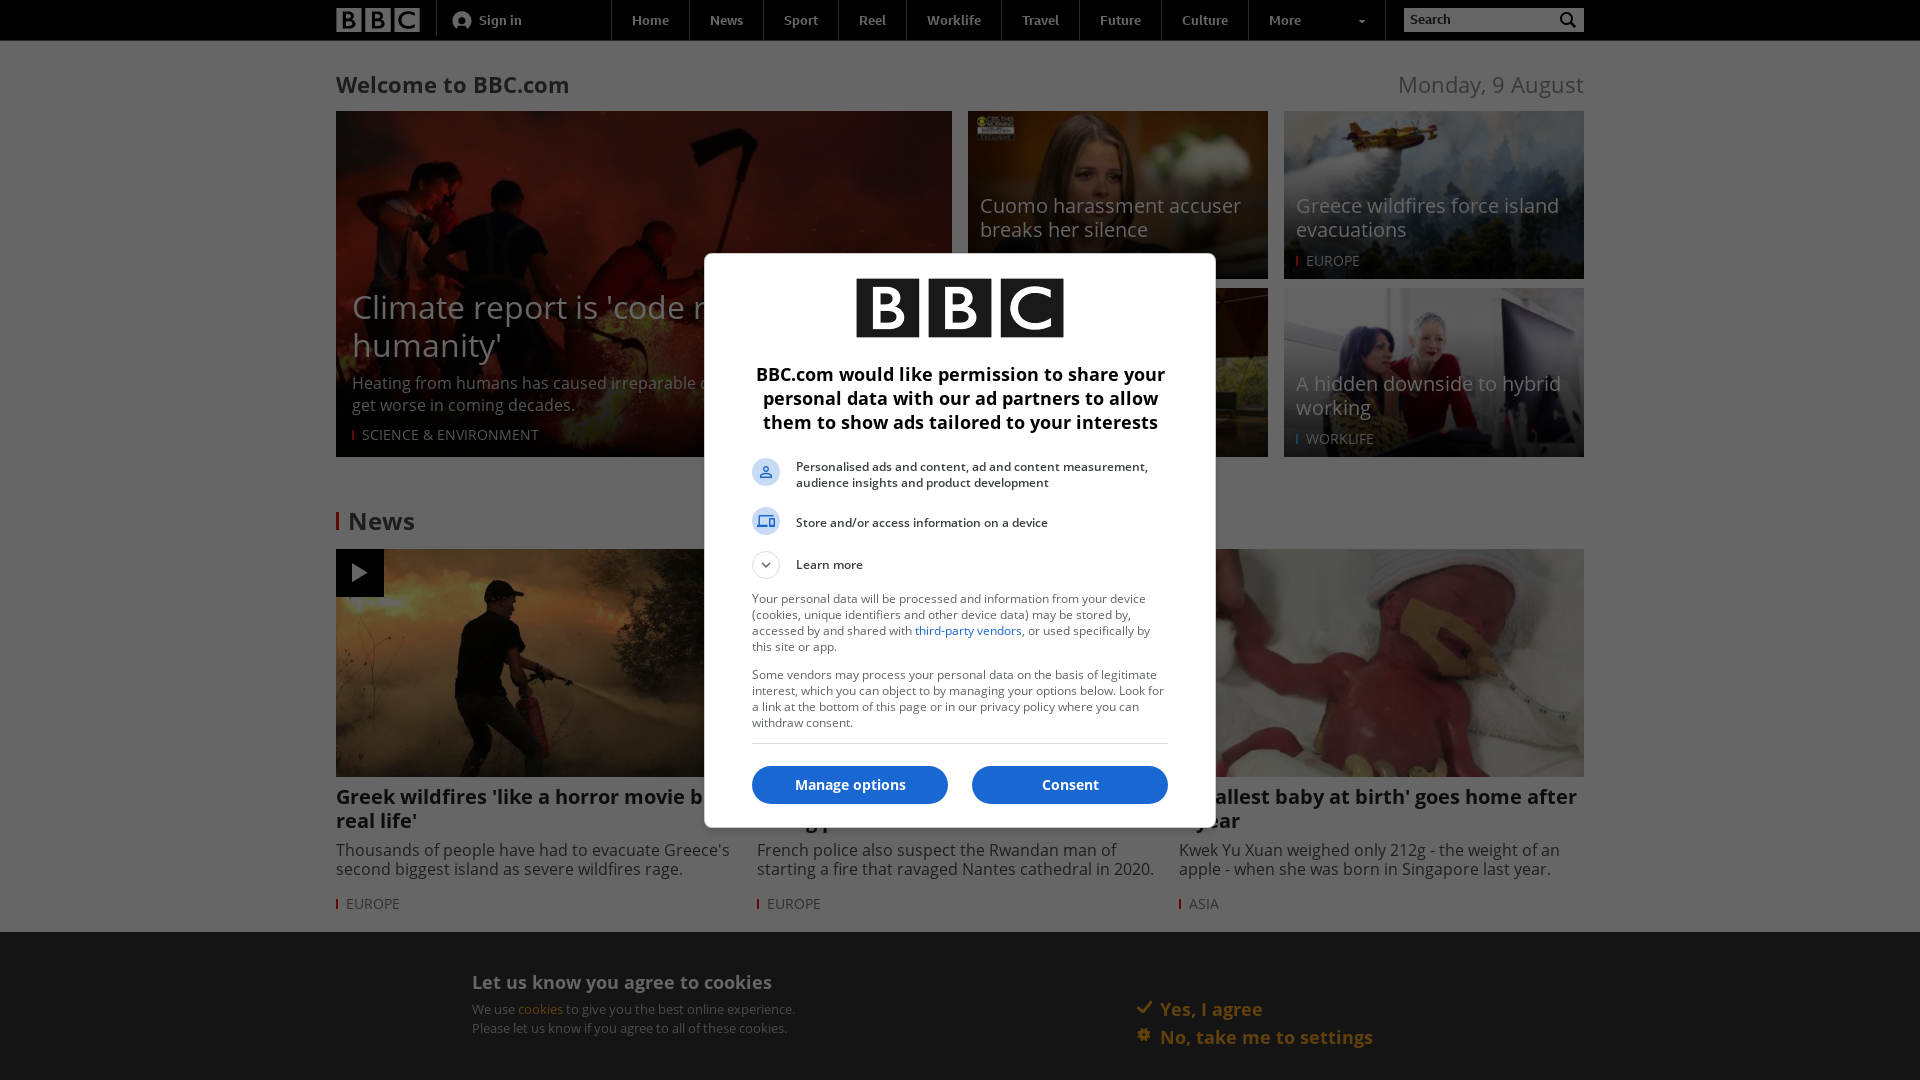 BBC
Sign in
Home
News
Sport
Reel
Worklife
Travel
Future
Culture
More
Search
Welcome to BBC.com
Monday, 9 August
Climate report is 'code
humanity'
Heating from humans has caused irreparable
get worse in coming decades.
SCIENCE & ENVIRONMENT
Cuomo harassment accuser
breaks her silence
Greece wildfires force island
evacuations
EUROPE
A hidden downside to hybrid
working
WORKLIFE
BBC
BBC.com would like permission to share your
personal data with our ad partners to allow
them to show ads tailored to your interests
Personalised ads and content, ad and content measurement,
audience insights and product development
Store and/or access information on a device
Learn more
Your personal data will be processed and information from your device
(cookies, unique identifiers and other device data) may be stored by,
accessed by and shared with third-party vendors, or used specifically by
this site or app.
Some vendors may process your personal data on the basis of legitimate
interest, which you can object to by managing your options below. Look for
a link at the bottom of this page or in our privacy policy where you can
withdraw consent.
Manage options
Consent
News
Greek wildfires 'like a horror movie
real life'
Thousands of people have had to evacuate Greece's
second biggest island as severe wildfires rage.
EUROPE
French police also suspect the Rwandan man of
starting a fire that ravaged Nantes cathedral in 2020.
EUROPE
baby at birth' goes home after
Kwek Yu Xuan weighed only 212g - the weight of an
apple - when she was born in Singapore last year.
ASIA
Let us know you agree to cookies
We use cookies to give you the best online experience.
Please let us know if you agree to all of these cookies.
Yes, I agree
No, take me to settings